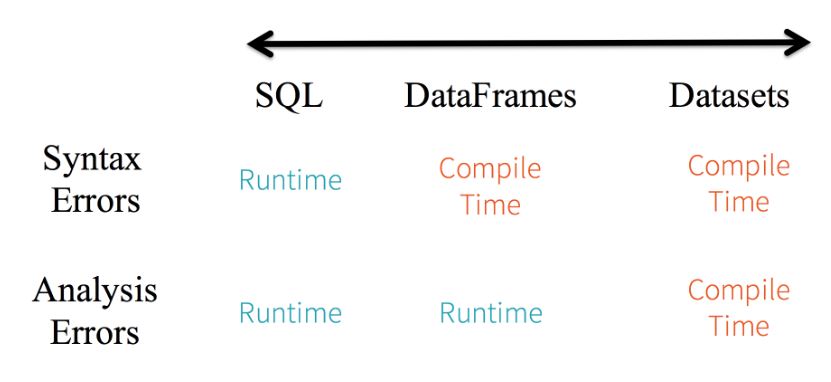 SQL DataFrames Datasets
Syntax
Errors
Runtime
Compile
Time
Compile
Time
Analysis
Errors
Runtime
Runtime
Compile
Time